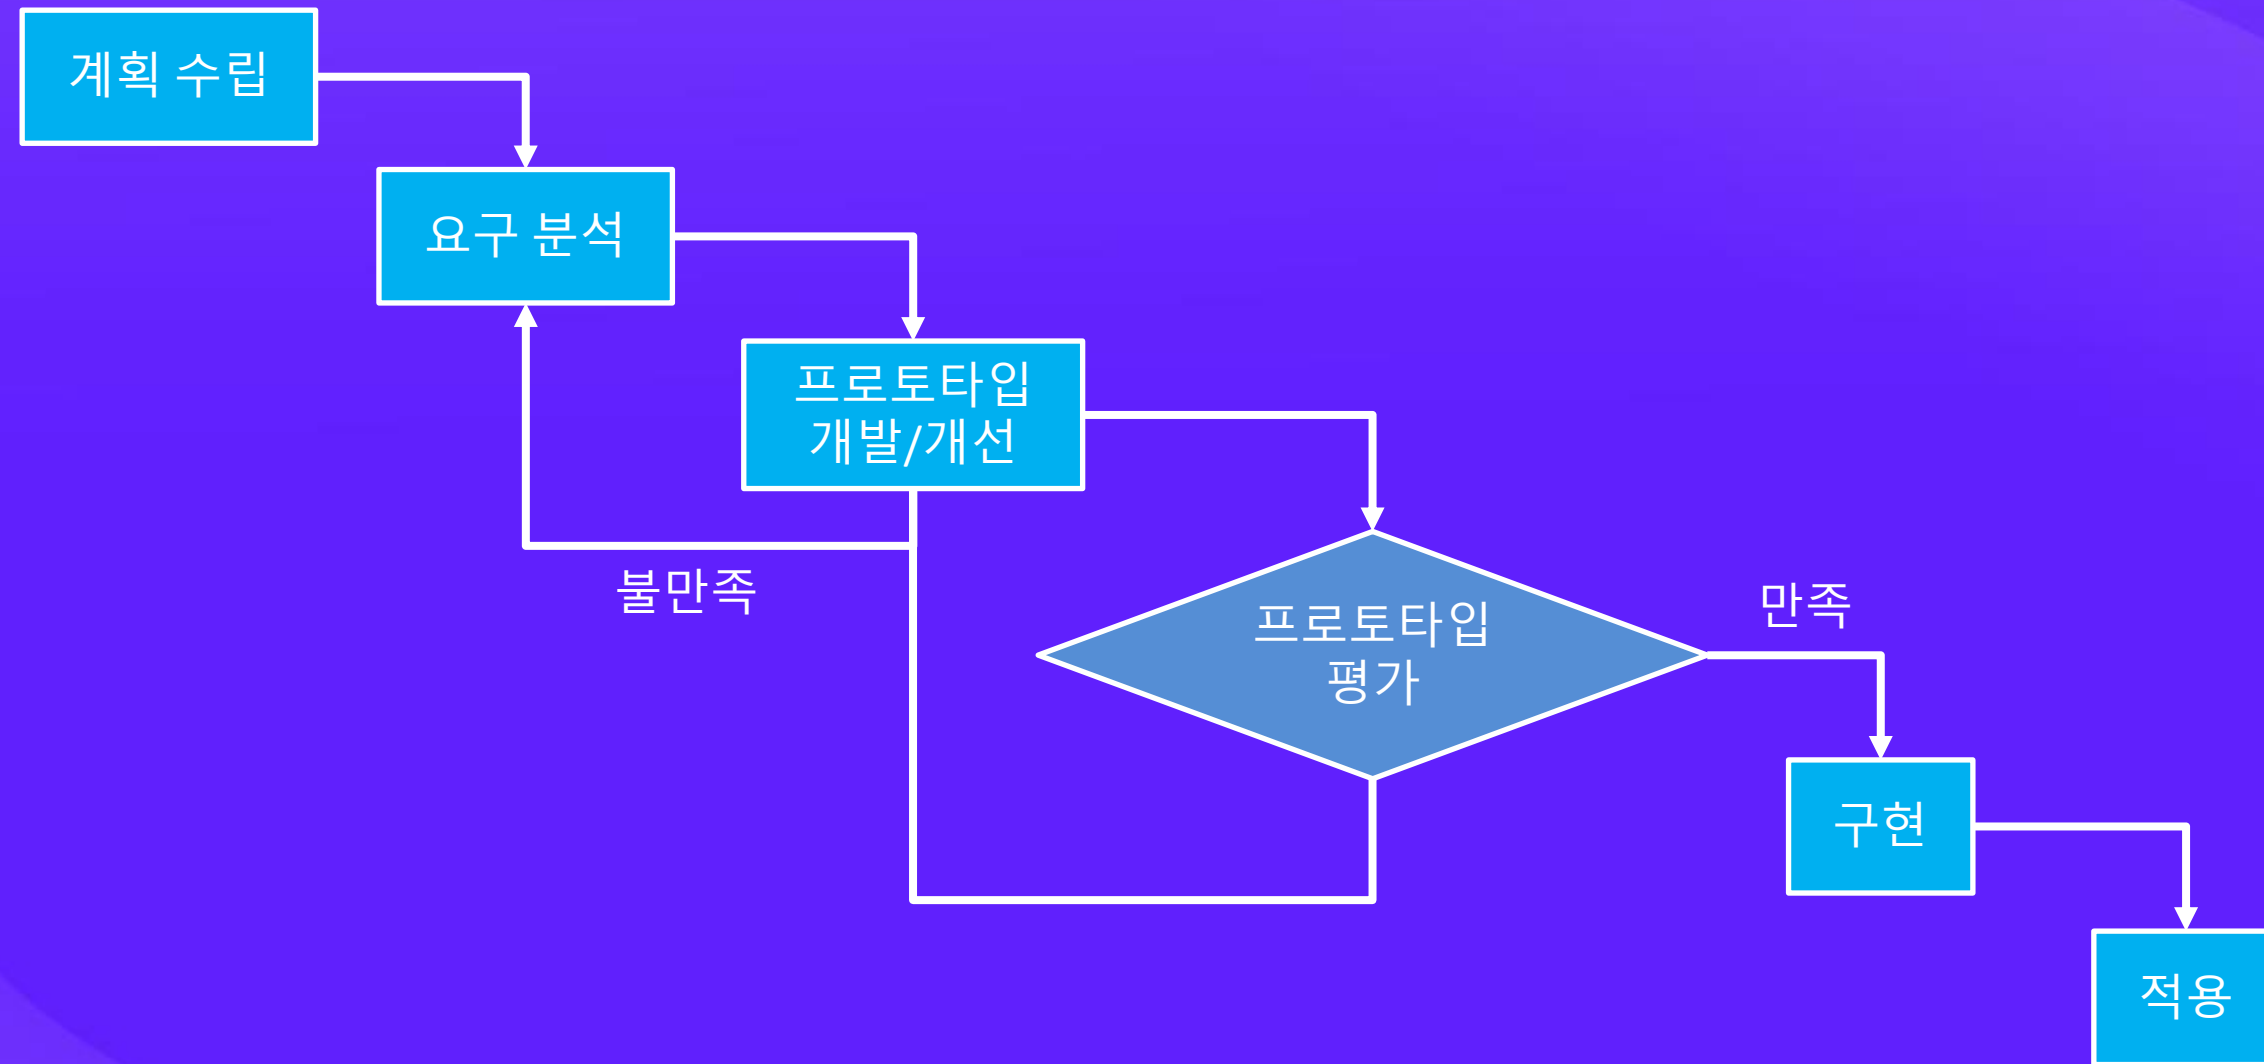 계획 수립
요구 분석
프로토타입
개발/개선
불만족
프로토타입
평가
만족
구현
적용